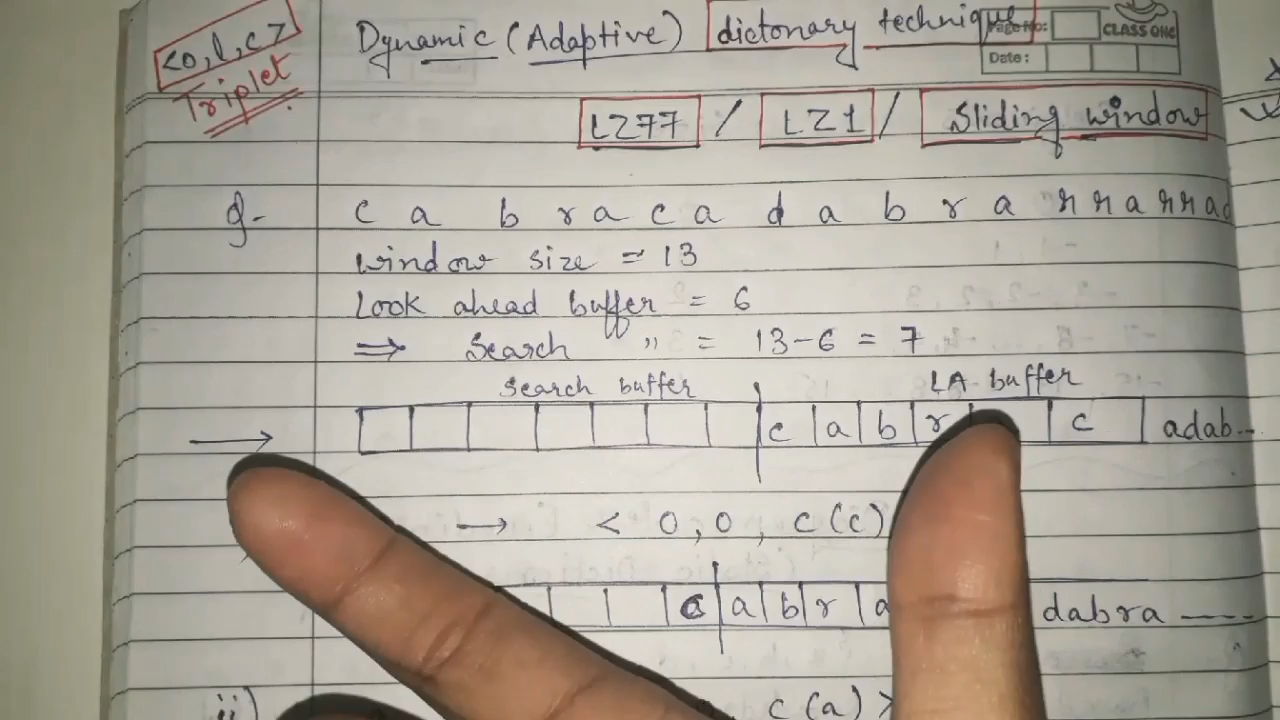 <o, l, c >
Triplet
Dynamic (Adaptive) dictonary technique
Page No:
CLASS ONE
Date:
LZ77 / LZ1 / Sliding window
Q- c a b r a c a d a b r a r r a r r a d
window size = 13
Look ahead buffer = 6
⇒ Search " = 13-6 = 7
Search buffer LA buffer
→ c a b r c adab--
→ < 0, 0, c(c)
c a b r a dabra ----
ii) c(a) >